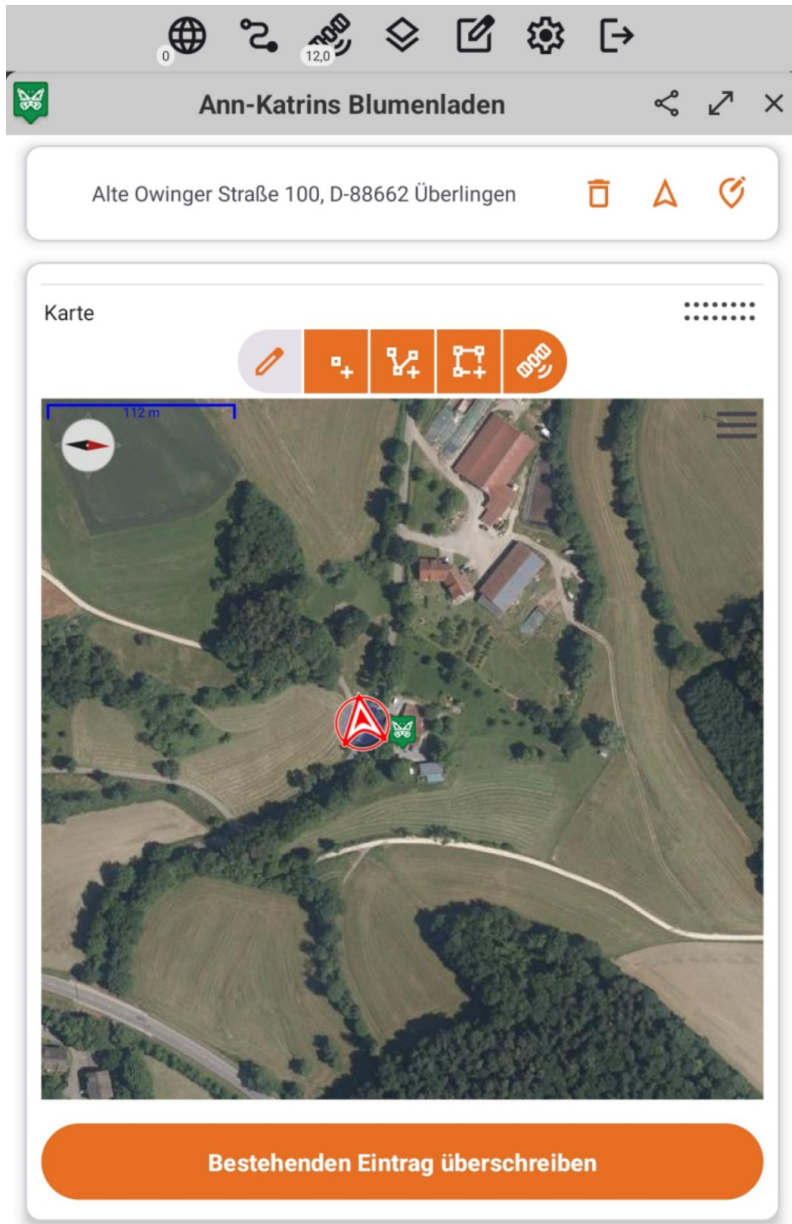 0
12,0
Ann-Katrins Blumenladen
Alte Owinger Straße 100, D-88662 Überlingen
Karte
112 m
Bestehenden Eintrag überschreiben